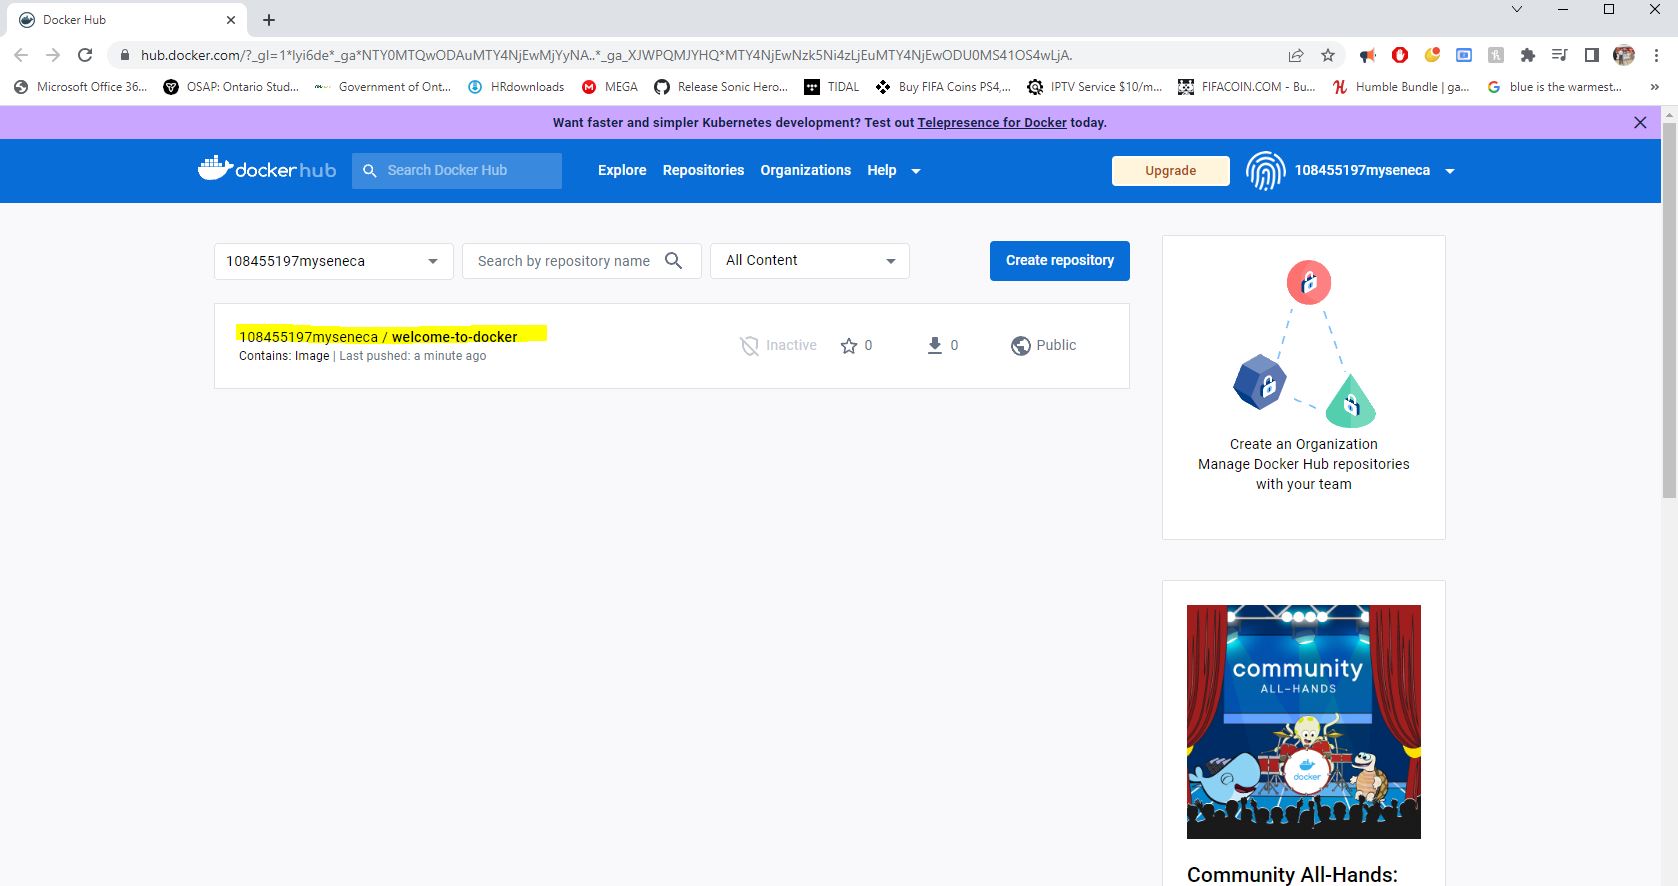 Docker Hub
hub.docker.com/?_gl=1*lyi6de*_ga*NTY0MTQwODAuMTY4NjEwMjYyNA..*_ga_XJWPQMJYHQ*MTY4NjEwNzk5Ni4zLjEuMTY4NjEwODU0MS41OS4wLjA.
Microsoft Office 36... OSAP: Ontario Stud... Government of Ont... HRdownloads MEGA Release Sonic Hero... TIDAL Buy FIFA Coins PS4,... IPTV Service $10/m... FIFACOIN.COM - Bu... Humble Bundle | ga... blue is the warmest... »
Want faster and simpler Kubernetes development? Test out Telepresence for Docker today.
docker hub Search Docker Hub Explore Repositories Organizations Help Upgrade 108455197myseneca
108455197myseneca Search by repository name All Content Create repository
108455197myseneca / welcome-to-docker
Contains: Image | Last pushed: a minute ago
Inactive 0 0 Public
Create an Organization
Manage Docker Hub repositories
with your team
community
ALL-HANDS
docker
Community All-Hands: